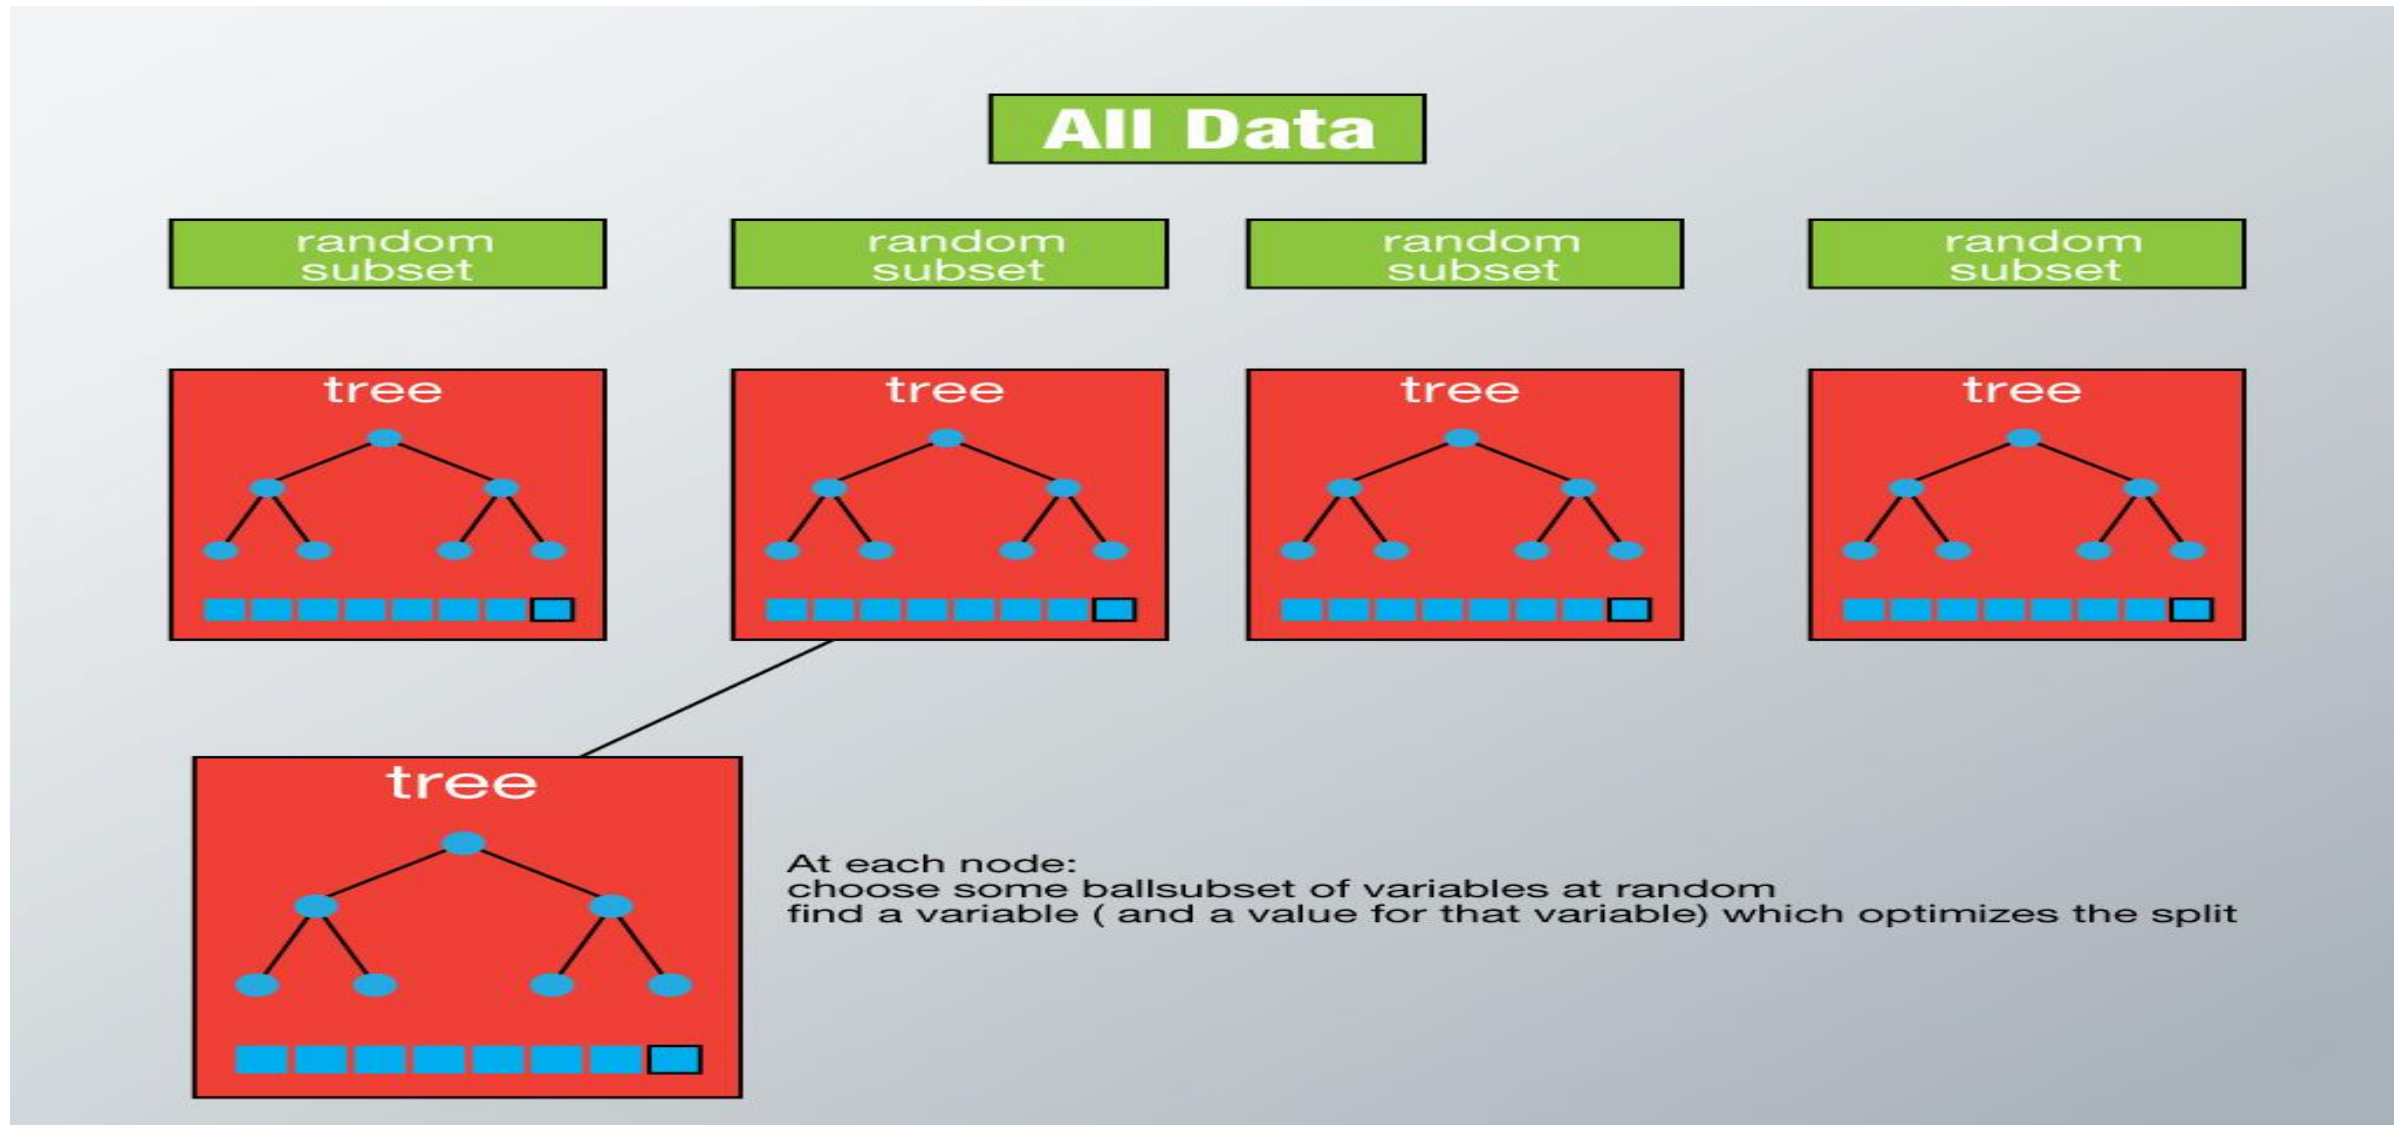 All Data
random
subset
random
subset
random
subset
random
subset
tree
tree
tree
tree
tree
At each node:
choose some ballsubset of variables at random
find a variable ( and a value for that variable) which optimizes the split